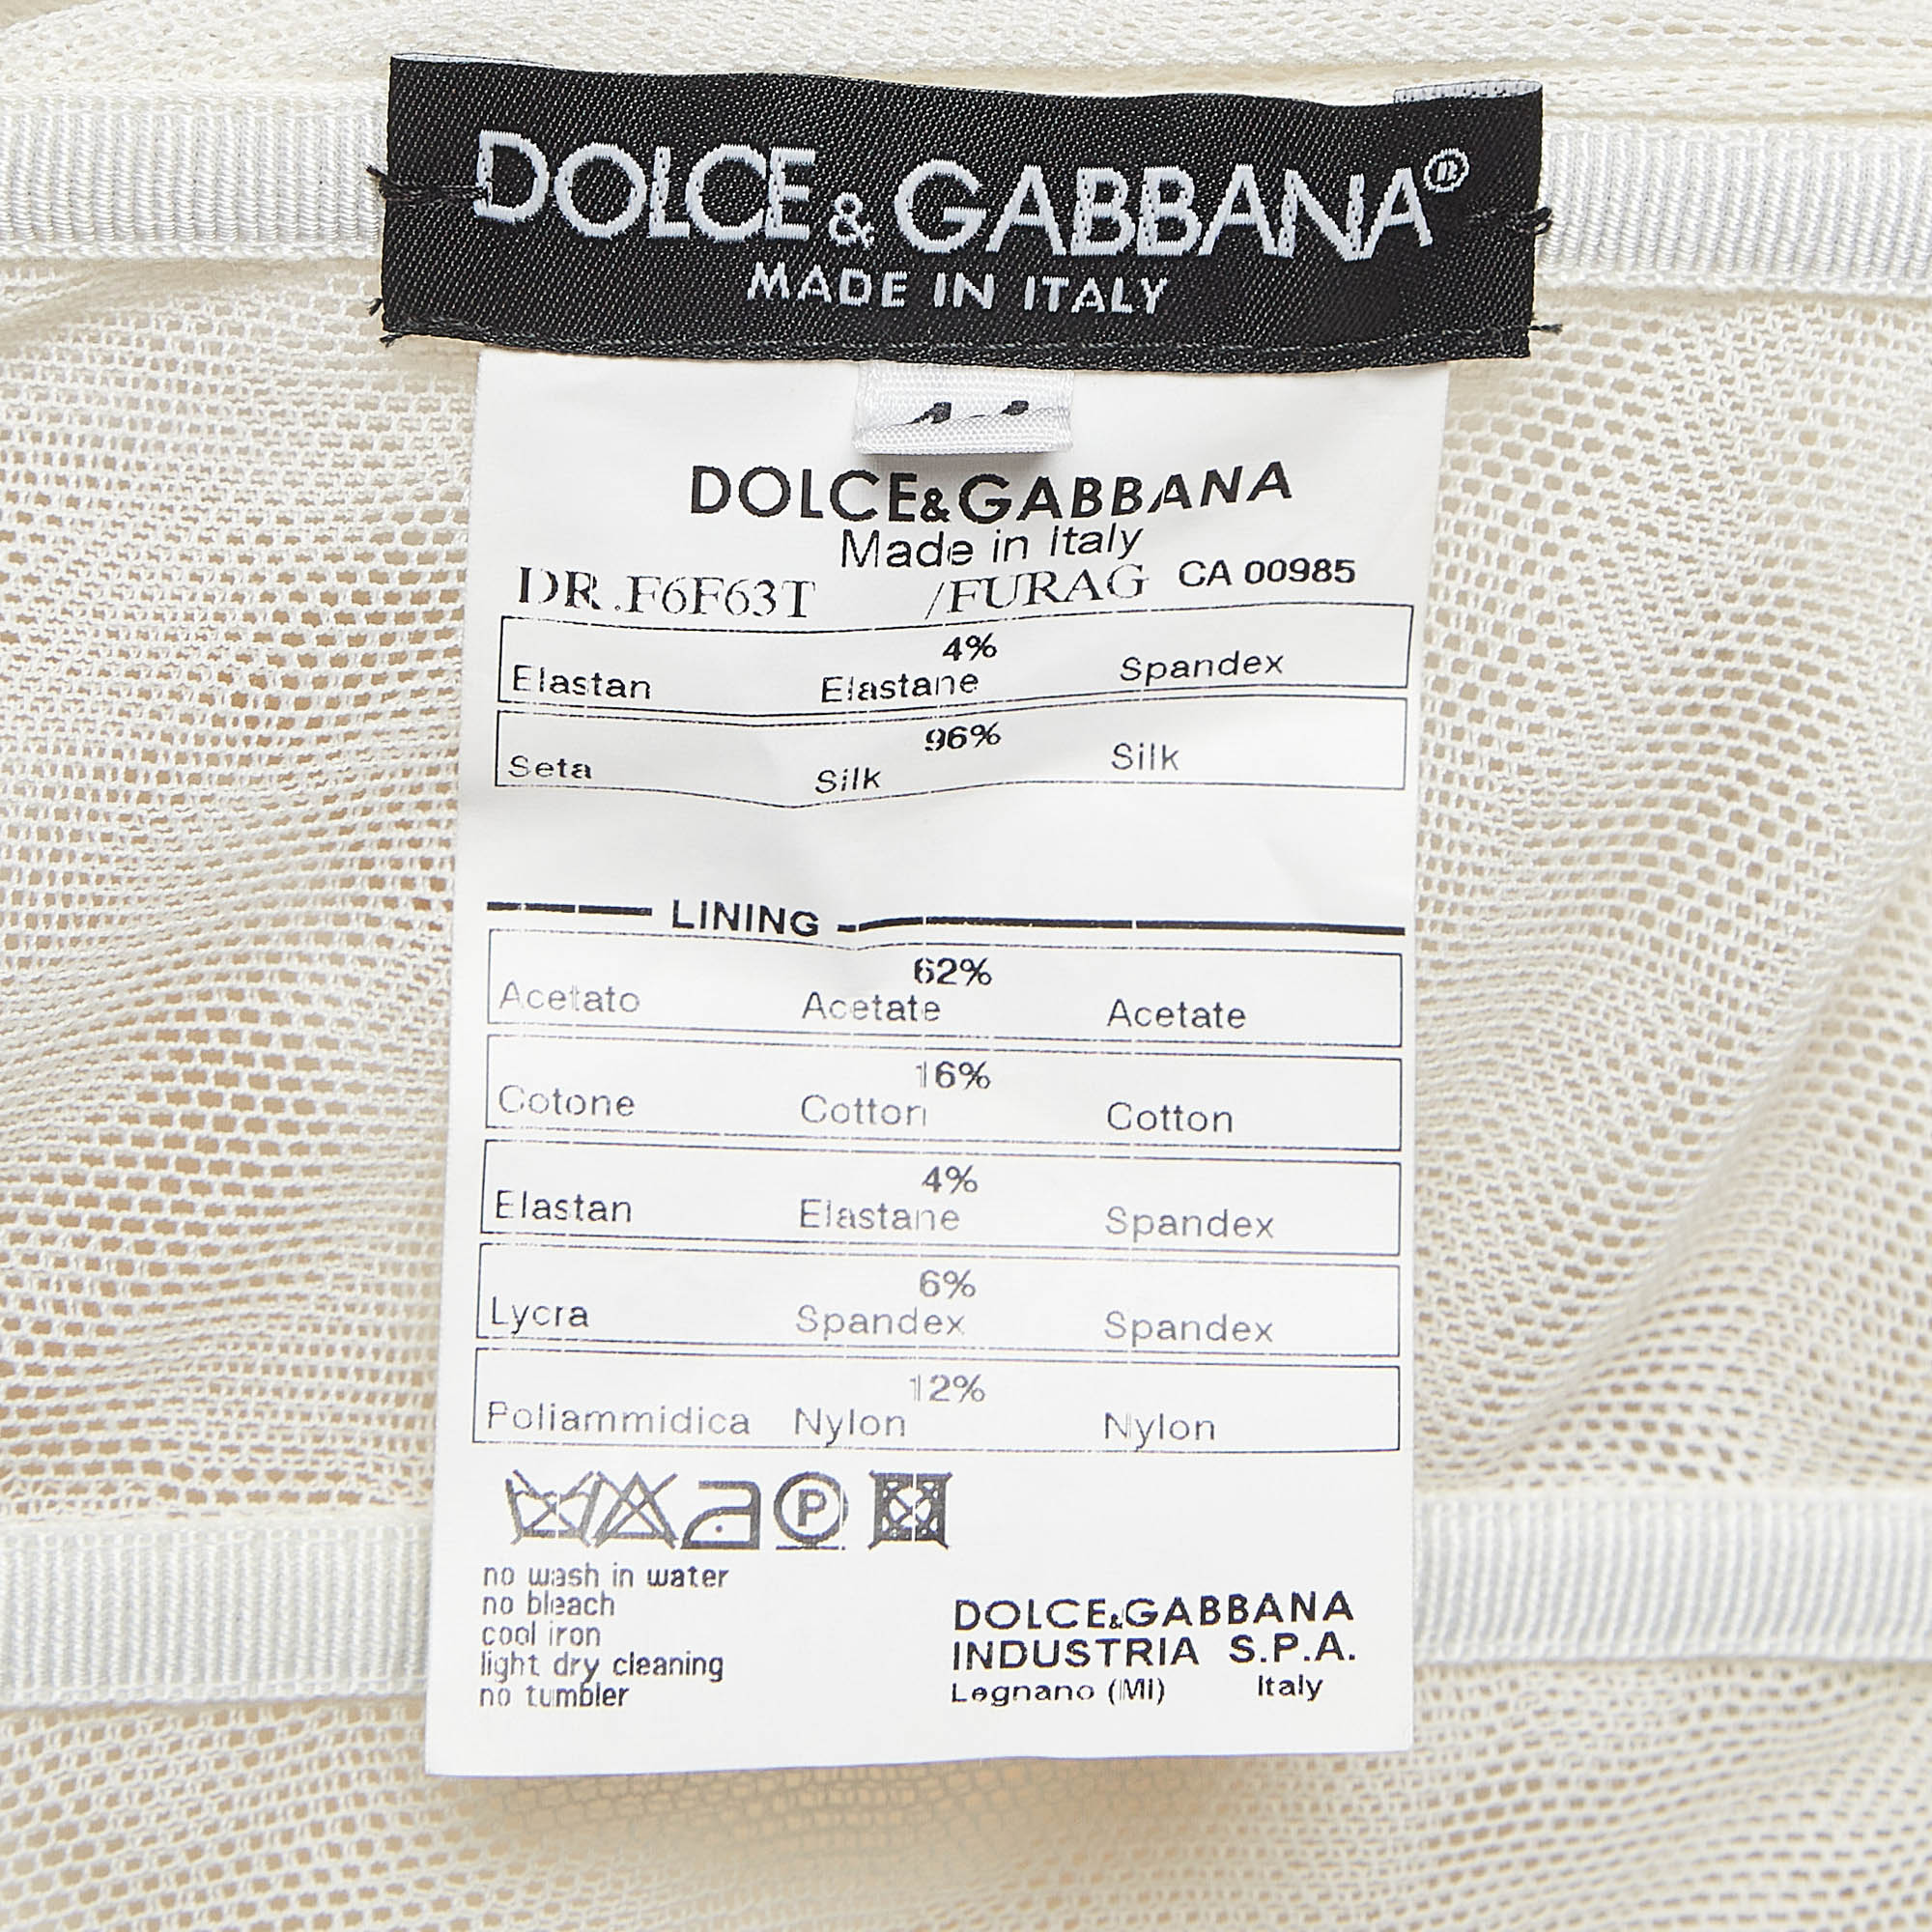 DOLCE & GABBANA®
MADE IN ITALY
DOLCE&GABBANA
Made in Italy
DR.F6F63T /FURAG CA 00985
4%
Elastan Elastane Spandex
96%
Seta Silk Silk
LINING
62%
Acetato Acetate Acetate
16%
Cotone Cotton Cotton
4%
Elastan Elastane Spandex
6%
Lycra Spandex Spandex
12%
Poliammidica Nylon Nylon
P
no wash in water
no bleach
cool iron
light dry cleaning
no tumbler
DOLCE&GABBANA
INDUSTRIA S.P.A.
Legnano (MI) Italy